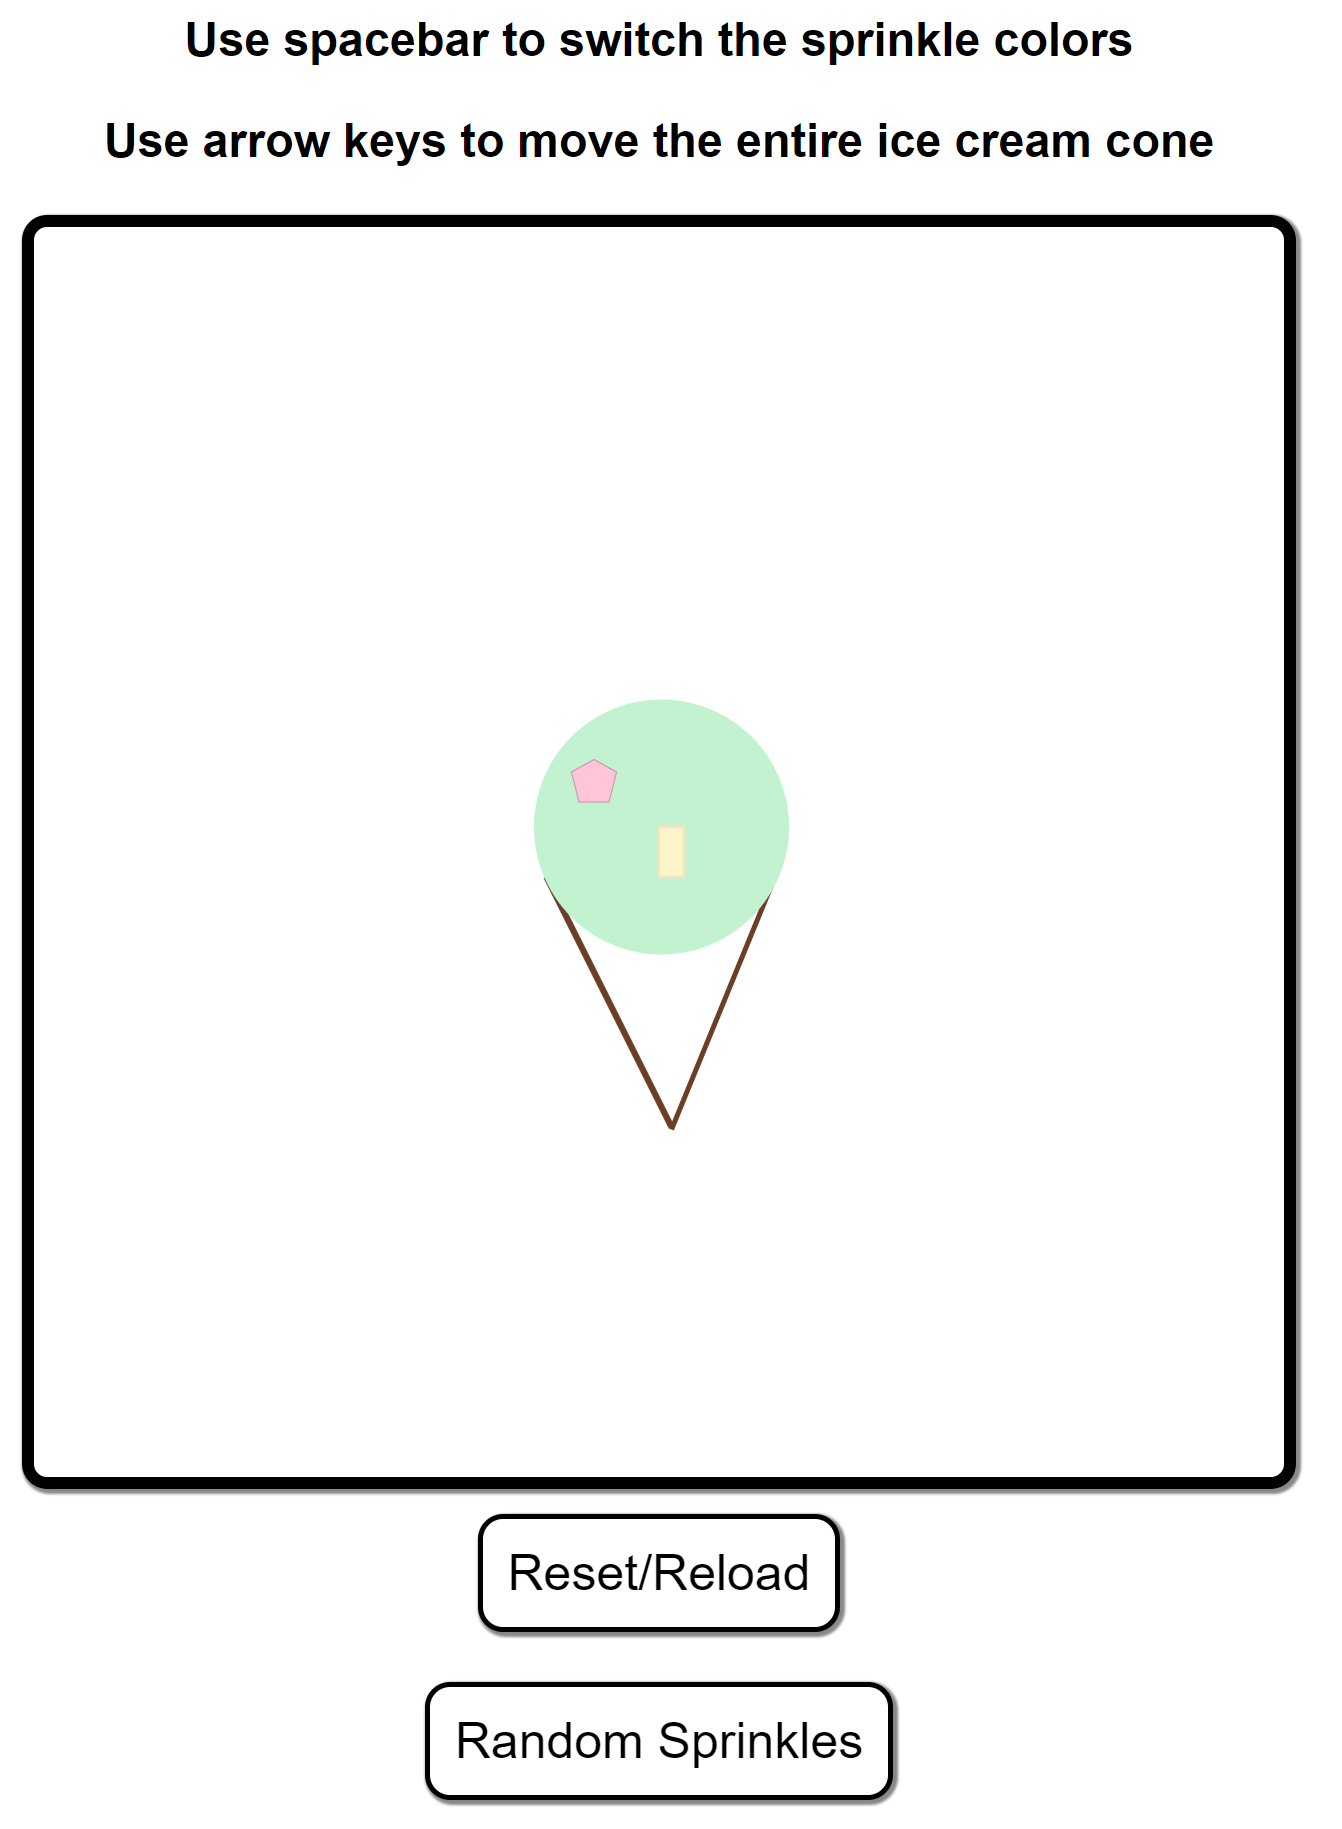 Use spacebar to switch the sprinkle colors
Use arrow keys to move the entire ice cream cone
Reset/Reload
Random Sprinkles